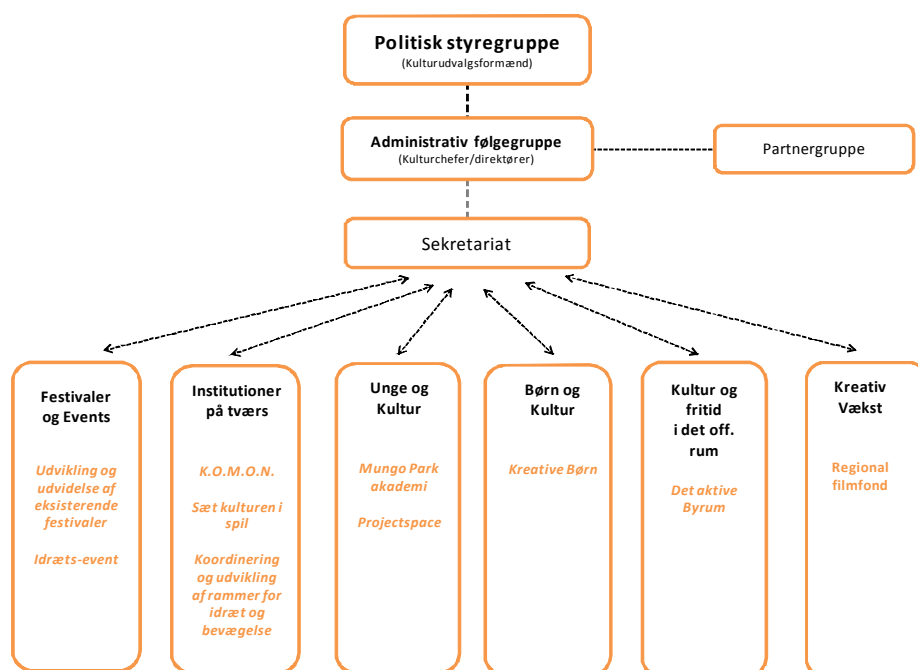 Politisk styregruppe
(Kulturudvalgsformænd)
Administrativ følgegruppe
(Kulturchefer/direktører)
Partnergruppe
Sekretariat
Festivaler
og Events
Udvikling og
udvidelse af
eksisterende
festivaler
Idræts-event
Institutioner
på tværs
K.O.M.O.N.
Sæt kulturen i
spil
Koordinering
og udvikling
af rammer for
idræt og
bevægelse
Unge og
Kultur
Mungo Park
akademi
Projectspace
Børn og
Kultur
Kreative Børn
Kultur og
fritid
i det off.
rum
Det aktive
Byrum
Kreativ
Vækst
Regional
filmfond